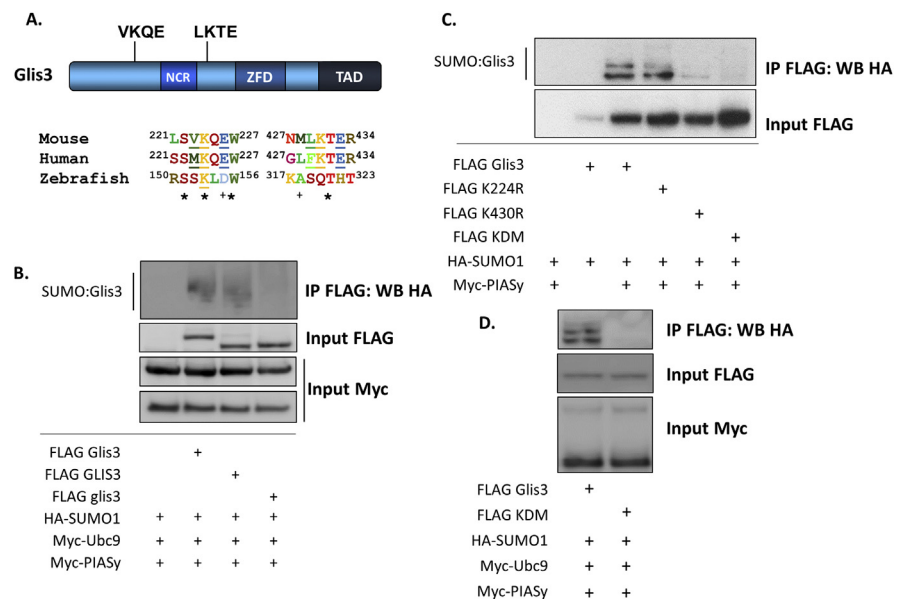 A.
VKQE LKTE
Glis3 NCR ZFD TAD
Mouse 221LSVKQEW227 427NMLKTER434
Human 221SSMKQEW227 427GLFKTER434
Zebrafish 150RSSKLDW156 317KASQTHT323
* * +* + *
B.
SUMO:Glis3
IP FLAG: WB HA
Input FLAG
Input Myc
FLAG Glis3 +
FLAG GLIS3 +
FLAG glis3 +
HA-SUMO1 + + + +
Myc-Ubc9 + + + +
Myc-PIASy + + + +
C.
SUMO:Glis3
IP FLAG: WB HA
Input FLAG
FLAG Glis3 + +
FLAG K224R +
FLAG K430R +
FLAG KDM +
HA-SUMO1 + + + + + +
Myc-PIASy + + + + +
D.
IP FLAG: WB HA
Input FLAG
Input Myc
FLAG Glis3 +
FLAG KDM +
HA-SUMO1 + +
Myc-Ubc9 + +
Myc-PIASy + +